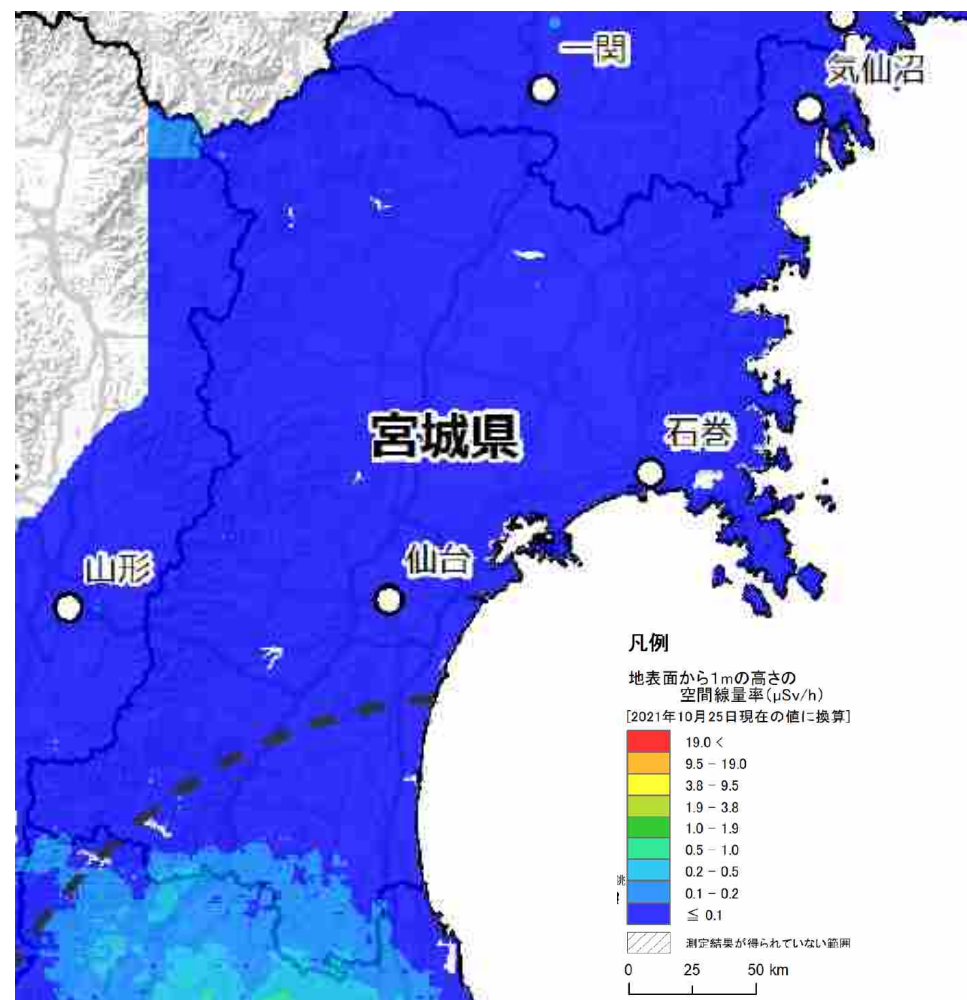 一関
気仙沼
宮城県
石巻
山形
仙台
凡例
地表面から1mの高さの
空間線量率(μSv/h)
[2021年10月25日現在の値に換算]
19.0 <
9.5 - 19.0
3.8 - 9.5
1.9 - 3.8
1.0 - 1.9
0.5 - 1.0
0.2 - 0.5
0.1 - 0.2
≦ 0.1
測定結果が得られていない範囲
0 25 50 km